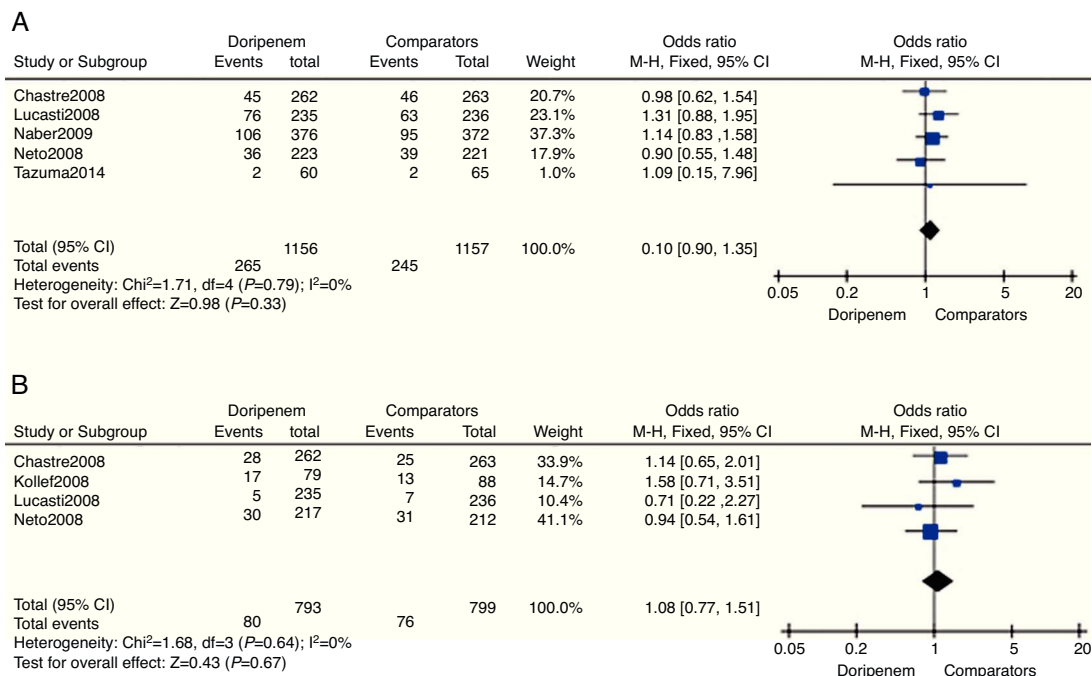 A
Doripenem Comparators Odds ratio Odds ratio
Study or Subgroup Events total Events Total Weight M-H, Fixed, 95% CI M-H, Fixed, 95% CI
Chastre2008 45 262 46 263 20.7% 0.98 [0.62, 1.54]
Lucasti2008 76 235 63 236 23.1% 1.31 [0.88, 1.95]
Naber2009 106 376 95 372 37.3% 1.14 [0.83 ,1.58]
Neto2008 36 223 39 221 17.9% 0.90 [0.55, 1.48]
Tazuma2014 2 60 2 65 1.0% 1.09 [0.15, 7.96]
Total (95% CI) 1156 1157 100.0% 0.10 [0.90, 1.35]
Total events 265 245
Heterogeneity: Chi²=1.71, df=4 (P=0.79); I²=0%
Test for overall effect: Z=0.98 (P=0.33)
0.05 0.2 1 5 10 20
Doripenem Comparators
B
Doripenem Comparators Odds ratio Odds ratio
Study or Subgroup Events total Events Total Weight M-H, Fixed, 95% CI M-H, Fixed, 95% CI
Chastre2008 28 262 25 263 33.9% 1.14 [0.65, 2.01]
Kollef2008 17 79 13 88 14.7% 1.58 [0.71, 3.51]
Lucasti2008 5 235 7 236 10.4% 0.71 [0.22 ,2.27]
Neto2008 30 217 31 212 41.1% 0.94 [0.54, 1.61]
Total (95% CI) 793 799 100.0% 1.08 [0.77, 1.51]
Total events 80 76
Heterogeneity: Chi²=1.68, df=3 (P=0.64); I²=0%
Test for overall effect: Z=0.43 (P=0.67)
0.05 0.2 1 5 20
Doripenem Comparators